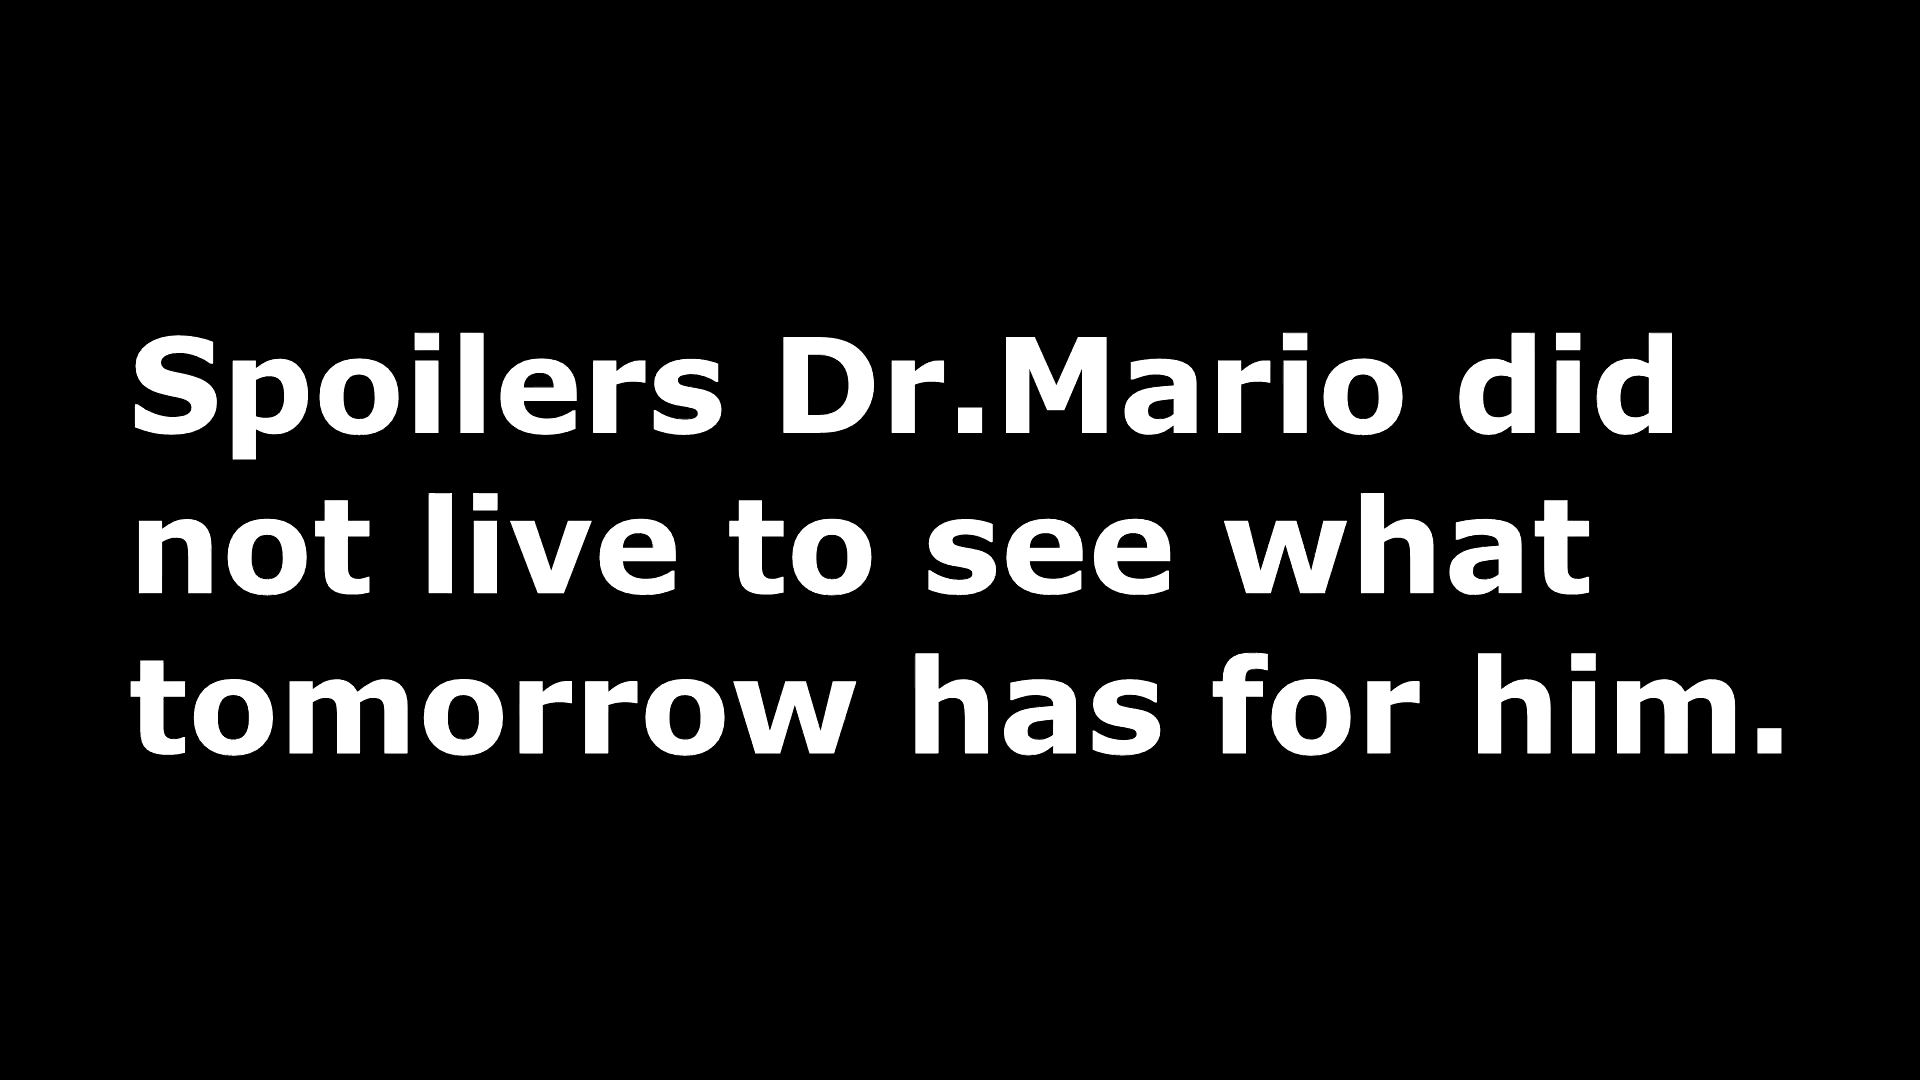 Spoilers Dr.Mario did
not live to see what
tomorrow has for him.